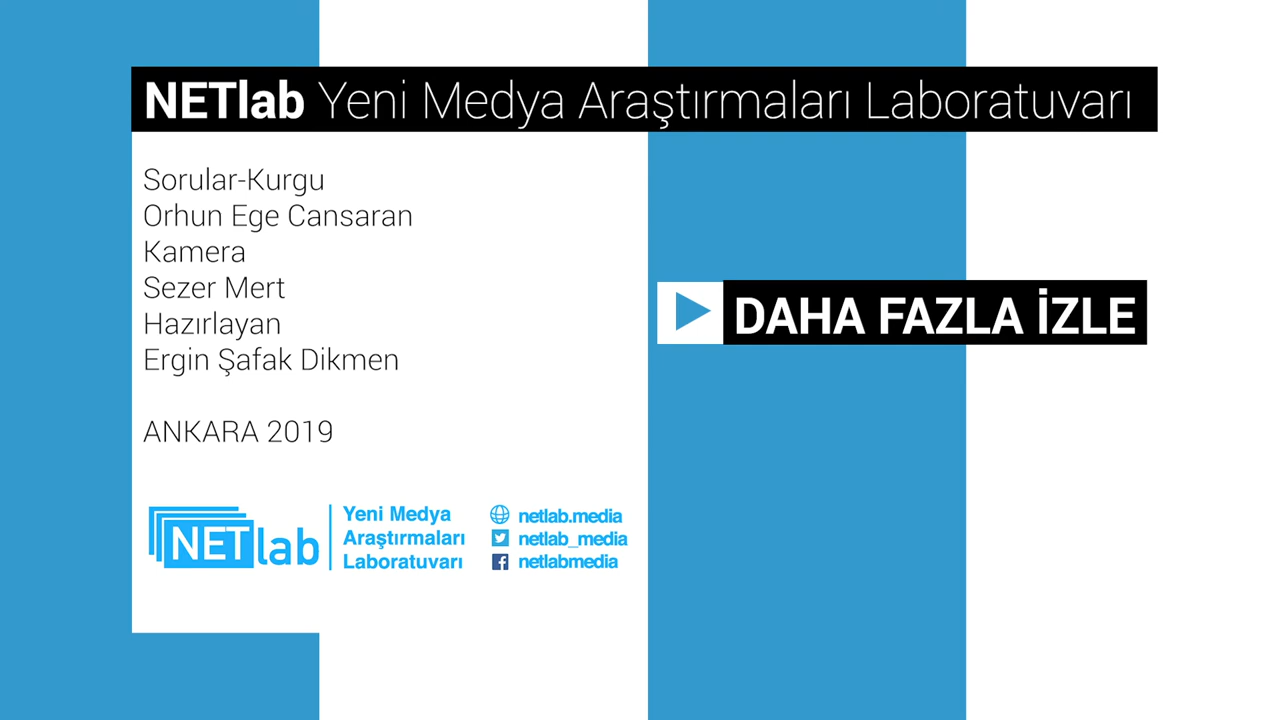 NETlab Yeni Medya Araştırmaları Laboratuvarı
Sorular-Kurgu
Orhun Ege Cansaran
Kamera
Sezer Mert
Hazırlayan
Ergin Şafak Dikmen
ANKARA 2019
DAHA FAZLA İZLE
NETlab
Yeni Medya
Araştırmaları
Laboratuvarı
netlab.media
netlab_media
netlabmedia